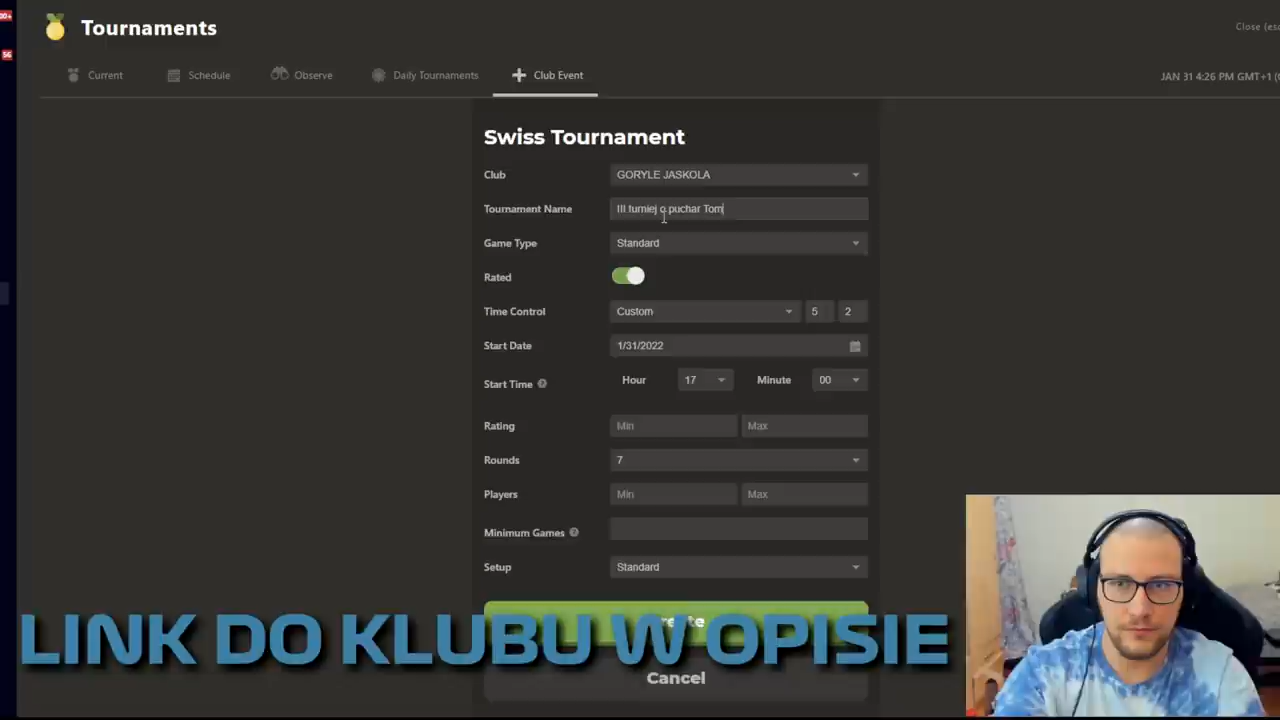 00+
Tournaments
Close (esc
5G
Current
Schedule
Observe
Daily Tournaments
Club Event
JAN 31 4:26 PM GMT+1 (
Swiss Tournament
Club
GORYLE JASKOLA
Tournament Name
III turniej o puchar Tom
Game Type
Standard
Rated
Time Control
Custom
5
2
Start Date
1/31/2022
Start Time
Hour
17
Minute
00
Rating
Min
Max
Rounds
7
Players
Min
Max
Minimum Games
Setup
Standard
LINK DO KLUBU W OPISIE
Cancel